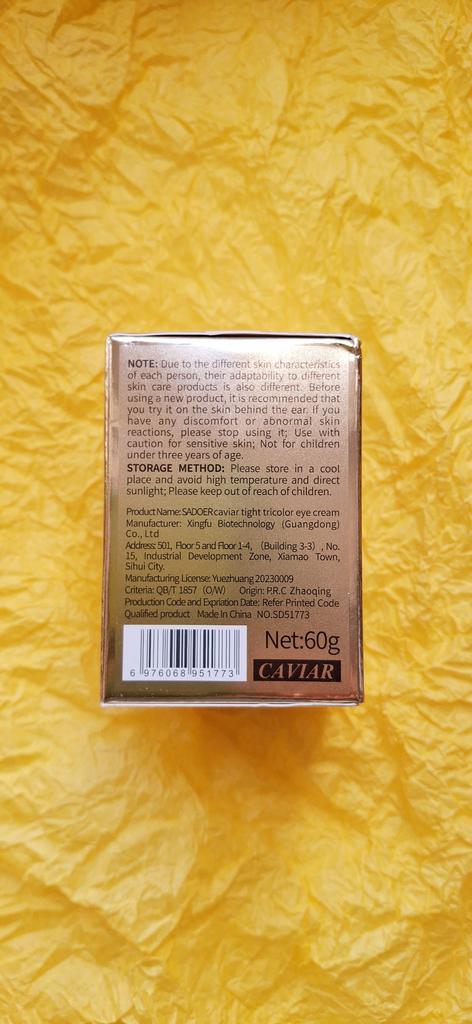 NOTE: Due to the different skin characteristics
of each person, their adaptability to different
skin care products is also different. Before
using a new product, it is recommended that
you try it on the skin behind the ear. If you
have any discomfort or abnormal skin
reactions, please stop using it; Use with
caution for sensitive skin; Not for children
under three years of age.
STORAGE METHOD: Please store in a cool
place and avoid high temperature and direct
sunlight; Please keep out of reach of children.
Product Name: SADOER caviar tight tricolor eye cream
Manufacturer: Xingfu Biotechnology (Guangdong)
Co., Ltd
Address: 501, Floor 5 and Floor 1-4, （Building 3-3）, No.
15, Industrial Development Zone, Xiamao Town,
Sihui City.
Manufacturing License: Yuezhuang 20230009
Criteria: QB/T 1857（O/W） Origin: P.R.C Zhaoqing
Production Code and Expriation Date: Refer Printed Code
Qualified product Made In China NO.SD51773
Net:60g
6 976068 951773
CAVIAR